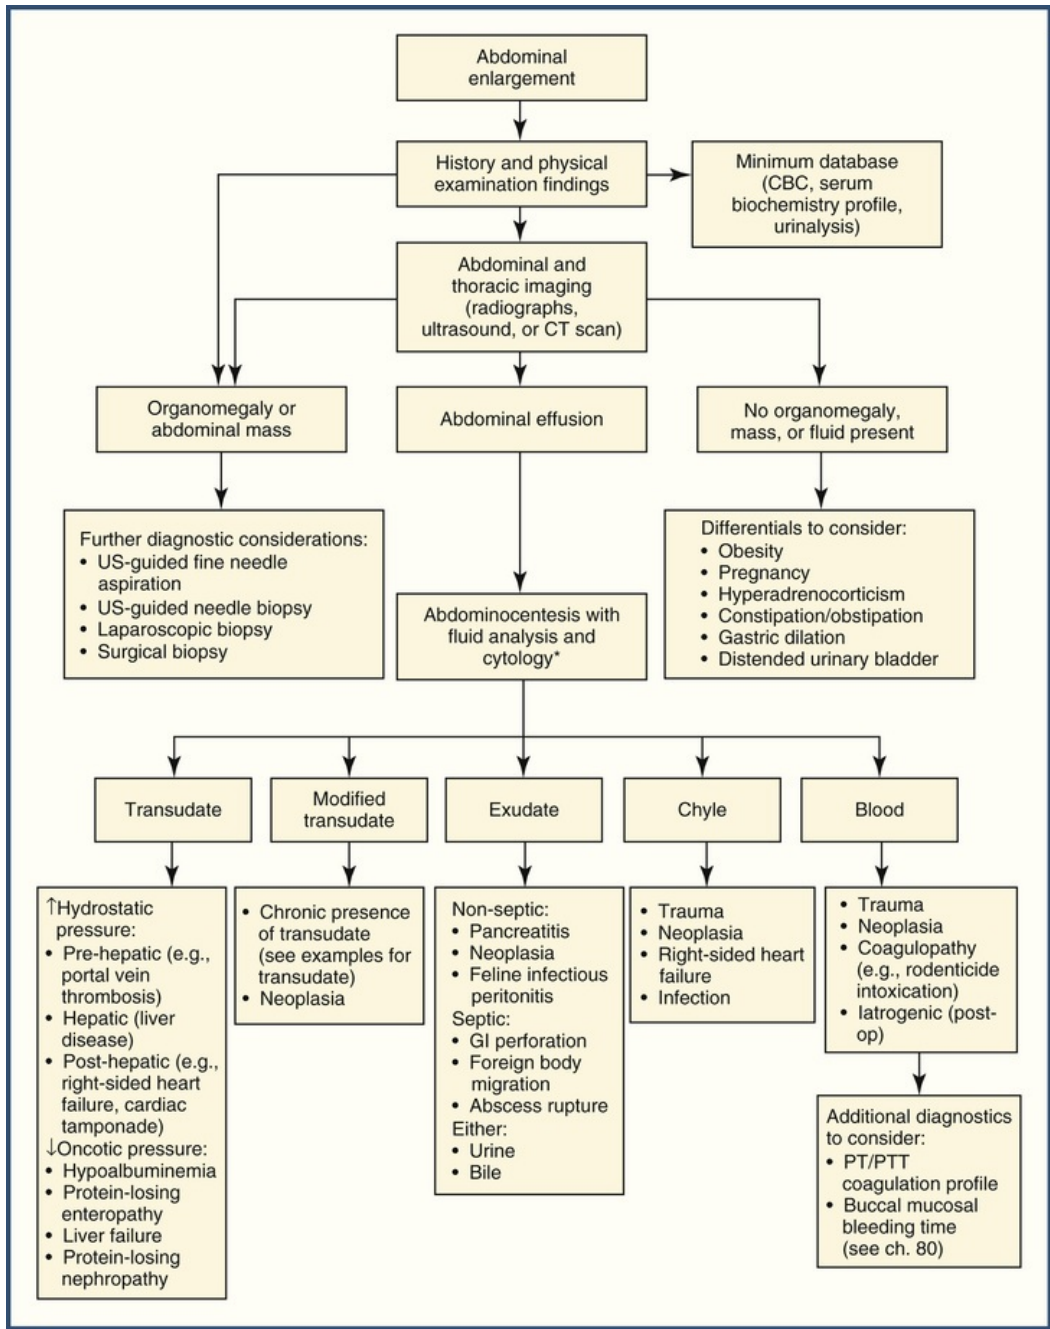 Abdominal
enlargement
History and physical
examination findings
Minimum database
(CBC, serum
biochemistry profile,
urinalysis)
Abdominal and
thoracic imaging
(radiographs,
ultrasound, or CT scan)
Organomegaly or
abdominal mass
Abdominal effusion
No organomegaly,
mass, or fluid present
Further diagnostic considerations:
• US-guided fine needle
aspiration
• US-guided needle biopsy
• Laparoscopic biopsy
• Surgical biopsy
Abdominocentesis with
fluid analysis and
cytology*
Differentials to consider:
• Obesity
• Pregnancy
• Hyperadrenocorticism
• Constipation/obstipation
• Gastric dilation
• Distended urinary bladder
Transudate
Modified
transudate
Exudate
Chyle
Blood
↑Hydrostatic
pressure:
• Pre-hepatic (e.g.,
portal vein
thrombosis)
• Hepatic (liver
disease)
• Post-hepatic (e.g.,
right-sided heart
failure, cardiac
tamponade)
↓Oncotic pressure:
• Hypoalbuminemia
• Protein-losing
enteropathy
• Liver failure
• Protein-losing
nephropathy
• Chronic presence
of transudate
(see examples for
transudate)
• Neoplasia
Non-septic:
• Pancreatitis
• Neoplasia
• Feline infectious
peritonitis
Septic:
• GI perforation
• Foreign body
migration
• Abscess rupture
Either:
• Urine
• Bile
• Trauma
• Neoplasia
• Right-sided heart
failure
• Infection
• Trauma
• Neoplasia
• Coagulopathy
(e.g., rodenticide
intoxication)
• Iatrogenic (post-
op)
Additional diagnostics
to consider:
• PT/PTT
coagulation profile
• Buccal mucosal
bleeding time
(see ch. 80)